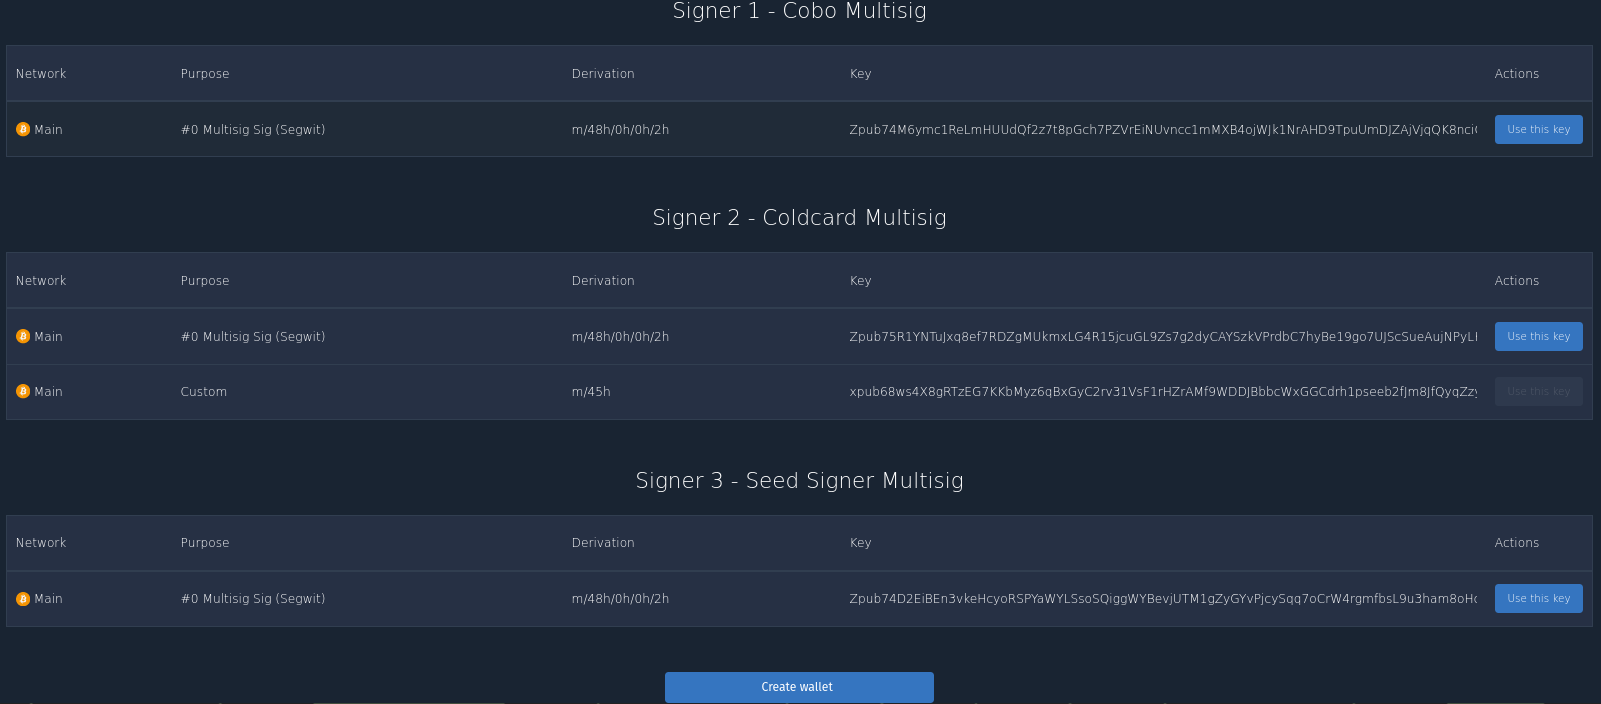 Signer 1 - Cobo Multisig
Network Purpose Derivation Key Actions
Main #0 Multisig Sig (Segwit) m/48h/0h/0h/2h Zpub74M6ymc1ReLmHUUdQf2z7t8pGch7PZVrEiNUvncc1mMXB4ojWJk1NrAHD9TpuUmDJZAjVjqQK8nci Use this key
Signer 2 - Coldcard Multisig
Network Purpose Derivation Key Actions
Main #0 Multisig Sig (Segwit) m/48h/0h/0h/2h Zpub75R1YNTuJxq8ef7RDZgMUkmxLG4R15jcuGL9Zs7g2dyCAYSzkVPrdbC7hyBe19go7UJScSueAujNPyL Use this key
Main Custom m/45h xpub68ws4X8gRTzEG7KKbMyz6qBxGyC2rv31VsF1rHZrAMf9WDDJBbbcWxGGCdrh1pseeb2fJm8JfQyqZzy Use this key
Signer 3 - Seed Signer Multisig
Network Purpose Derivation Key Actions
Main #0 Multisig Sig (Segwit) m/48h/0h/0h/2h Zpub74D2EiBEn3vkeHcyoRSPYaWYLSsoSQiggWYBevjUTM1gZyGYvPjcySqq7oCrW4rgmfbsL9u3ham8oH Use this key
Create wallet